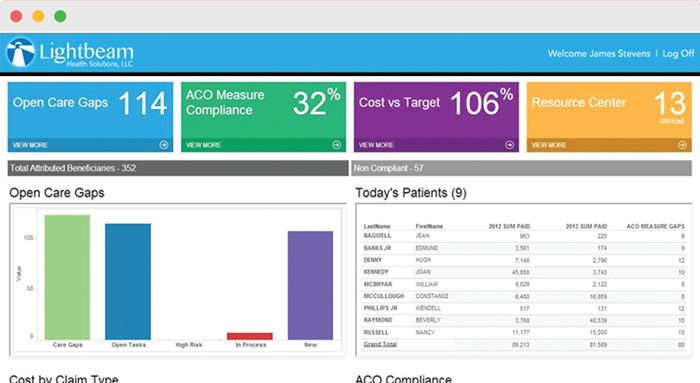 Lightbeam
Health Solutions, LLC
Welcome James Stevens | Log Off
Open Care Gaps 114
VIEW MORE
ACO Measure
Compliance 32%
VIEW MORE
Cost vs Target 106%
VIEW MORE
Resource Center 13
Unread
VIEW MORE
Total Attributed Beneficiaries - 352
Non Compliant - 57
Open Care Gaps
Value
100
50
0
Care Gaps Open Tasks High Risk In Process New
Today's Patients (9)
LastName FirstName 2012 SUM PAID 2013 SUM PAID ACO MEASURE GAPS
BAGWELL JEAN 963 225 9
BANKS JR EDMUND 3,561 174 9
DENNY HUGH 7,148 2,796 12
KENNEDY JOAN 45,858 3,743 10
MCBRYAR WILLIAM 9,829 2,122 8
MCCULLOUGH CONSTANCE 6,400 16,859 8
PHILLIPS JR WENDELL 517 131 12
RAYMOND BEVERLY 3,768 40,539 10
RUSSELL NANCY 11,177 15,000 10
Grand Total 89,213 81,589 88
Cost by Claim Type
ACO Compliance